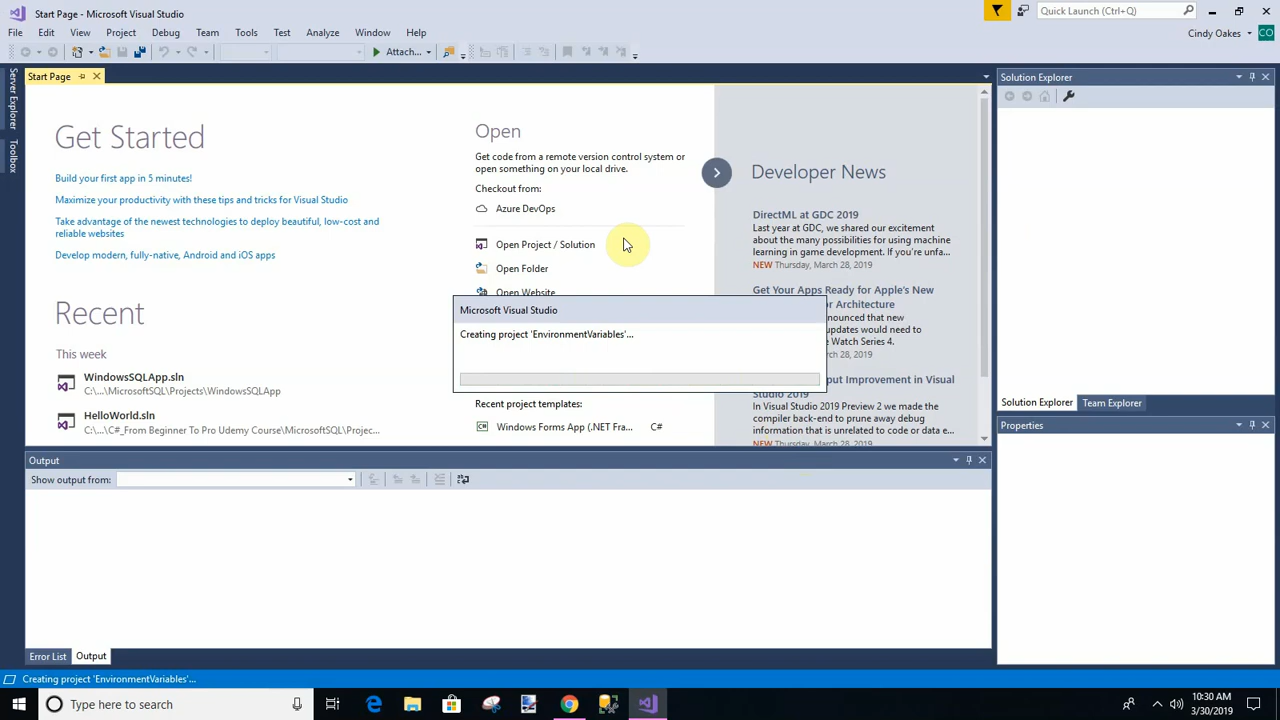 Start Page - Microsoft Visual Studio
Quick Launch (Ctrl+Q)
File Edit View Project Debug Team Tools Test Analyze Window Help
Cindy Oakes
CO
Attach...
Server Explorer
Toolbox
Start Page
Get Started
Build your first app in 5 minutes!
Maximize your productivity with these tips and tricks for Visual Studio
Take advantage of the newest technologies to deploy beautiful, low-cost and
reliable websites
Develop modern, fully-native, Android and iOS apps
Recent
This week
WindowsSQLApp.sln
C:\...\MicrosoftSQL\Projects\WindowsSQLApp
HelloWorld.sln
C:\...\C#_From Beginner To Pro Udemy Course\MicrosoftSQL\Projec...
Open
Get code from a remote version control system or
open something on your local drive.
Checkout from:
Azure DevOps
Open Project / Solution
Open Folder
Open Website
Microsoft Visual Studio
Creating project 'EnvironmentVariables'...
Recent project templates:
Windows Forms App (.NET Fra... C#
Developer News
DirectML at GDC 2019
Last year at GDC, we shared our excitement
about the many possibilities for using machine
learning in game development. If you're unfa...
NEW Thursday, March 28, 2019
Get Your Apps Ready for Apple's New
or Architecture
nounced that new
updates would need to
e Watch Series 4.
ch 28, 2019
put Improvement in Visual
Studio 2019
In Visual Studio 2019 Preview 2 we made the
compiler back-end to prune away debug
information that is unrelated to code or data e...
NEW Thursday, March 28, 2019
Solution Explorer
Solution Explorer Team Explorer
Properties
Output
Show output from:
Error List Output
Creating project 'EnvironmentVariables'...
Type here to search
10:30 AM
3/30/2019